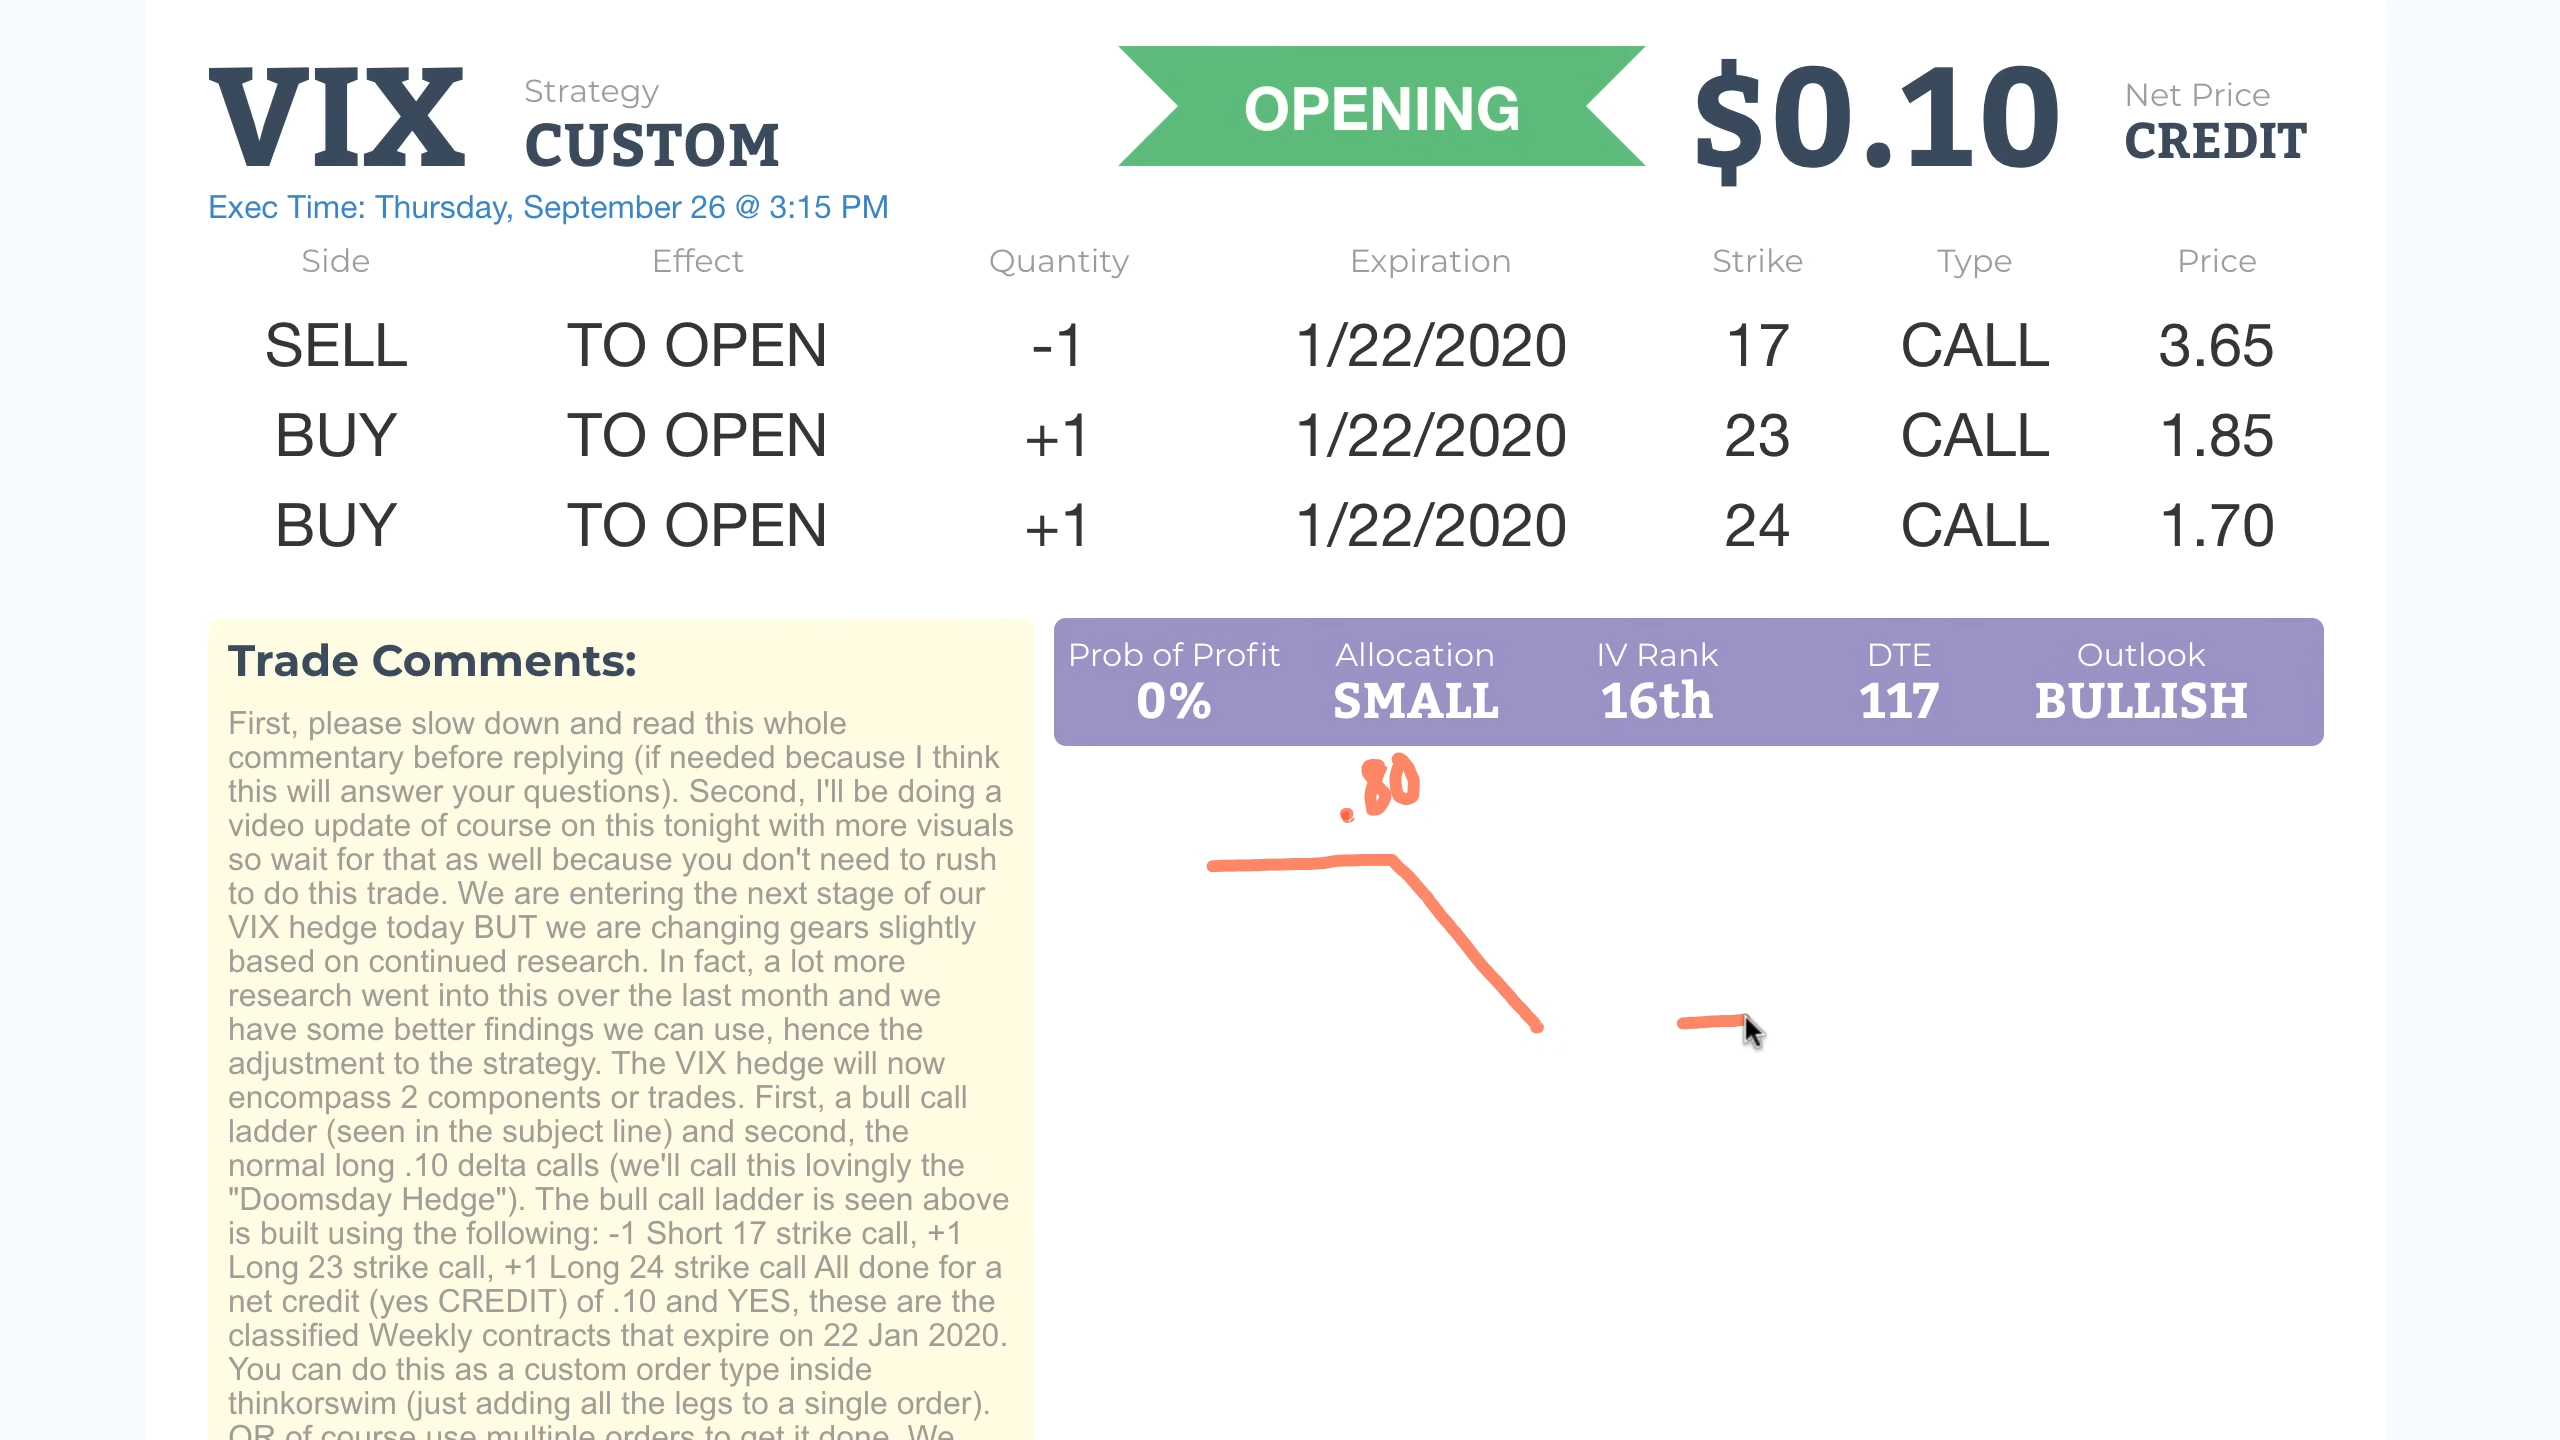 VIX
Strategy
CUSTOM
OPENING
$0.10
Net Price
CREDIT
Exec Time: Thursday, September 26 @ 3:15 PM
Side Effect Quantity Expiration Strike Type Price
SELL TO OPEN -1 1/22/2020 17 CALL 3.65
BUY TO OPEN +1 1/22/2020 23 CALL 1.85
BUY TO OPEN +1 1/22/2020 24 CALL 1.70
Trade Comments:
First, please slow down and read this whole
commentary before replying (if needed because I think
this will answer your questions). Second, I'll be doing a
video update of course on this tonight with more visuals
so wait for that as well because you don't need to rush
to do this trade. We are entering the next stage of our
VIX hedge today BUT we are changing gears slightly
based on continued research. In fact, a lot more
research went into this over the last month and we
have some better findings we can use, hence the
adjustment to the strategy. The VIX hedge will now
encompass 2 components or trades. First, a bull call
ladder (seen in the subject line) and second, the
normal long .10 delta calls (we'll call this lovingly the
"Doomsday Hedge"). The bull call ladder is seen above
is built using the following: -1 Short 17 strike call, +1
Long 23 strike call, +1 Long 24 strike call All done for a
net credit (yes CREDIT) of .10 and YES, these are the
classified Weekly contracts that expire on 22 Jan 2020.
You can do this as a custom order type inside
thinkorswim (just adding all the legs to a single order).
OR of course use multiple orders to get it done. We
Prob of Profit Allocation IV Rank DTE Outlook
0% SMALL 16th 117 BULLISH
.80